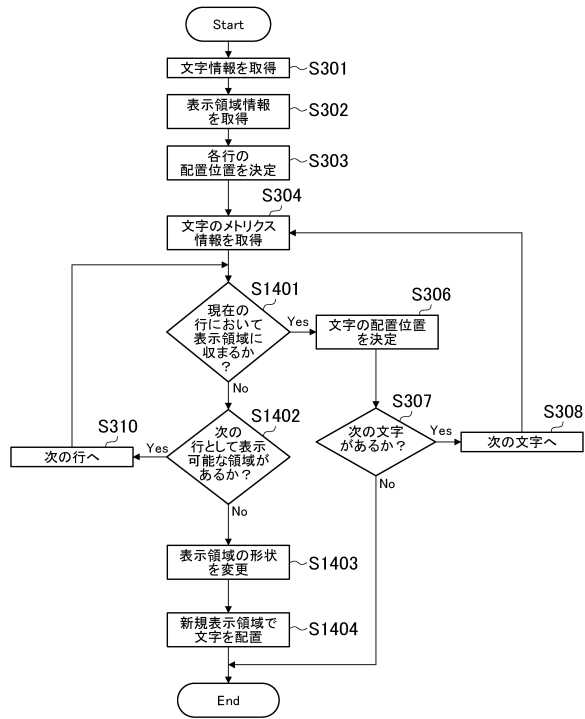 Start
文字情報を取得
S301
表示領域情報
を取得
S302
各行の
配置位置を決定
S303
S304
文字のメトリクス
情報を取得
S1401
現在の
行において
表示領域に
収まるか
?
Yes
No
S306
文字の配置位置
を決定
S307
次の文字
があるか?
Yes
No
S308
次の文字へ
S1402
次の
行として表示
可能な領域が
あるか?
Yes
No
S310
次の行へ
表示領域の形状
を変更
S1403
新規表示領域で
文字を配置
S1404
End